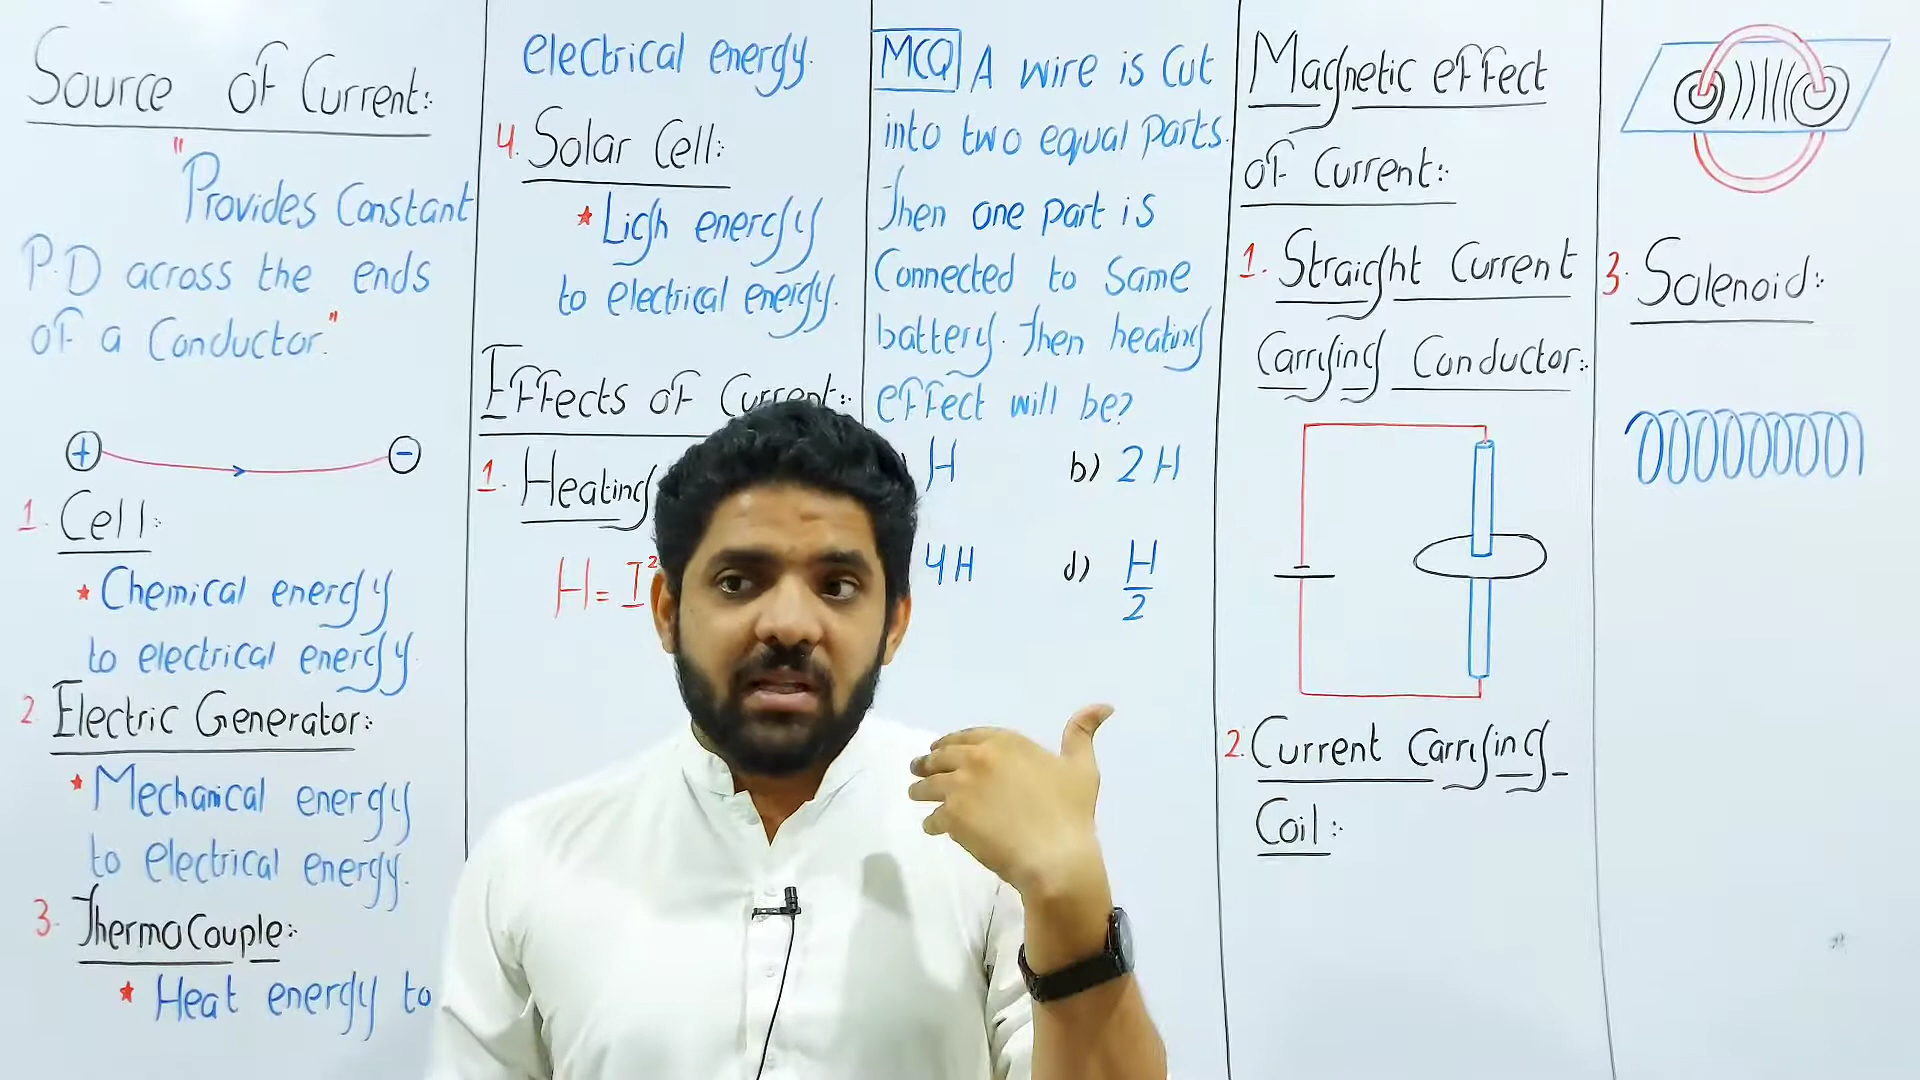 Source of Current:
"Provides Constant
P.D across the ends
of a Conductor."
+ -
1. Cell:
* Chemical energy
to electrical energy.
2 Electric Generator:
* Mechanical energy
to electrical energy.
3. Thermo Couple:
* Heat energy to
electrical energy.
4. Solar Cell:
* Ligh energy
to electrical energy.
Effects of Current:
1. Heating
H = I²
MCQ A wire is Cut
into two equal Parts.
Then one part is
Connected to Same
battery. Then heating
effect will be?
) H b) 2H
4H d) H/2
Magnetic effect
of Current:
1. Straight Current
Carrying Conductor:
2. Current Carrying
Coil:
3. Solenoid: